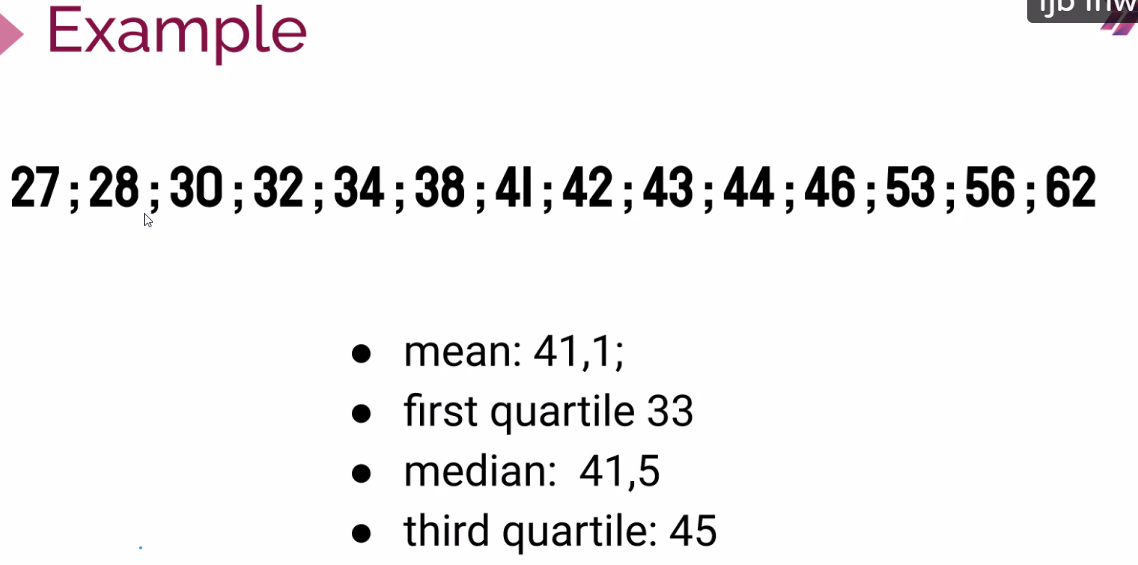 Example
27 ; 28 ; 30 ; 32 ; 34 ; 38 ; 41 ; 42 ; 43 ; 44 ; 46 ; 53 ; 56 ; 62
● mean: 41,1;
● first quartile 33
● median: 41,5
● third quartile: 45